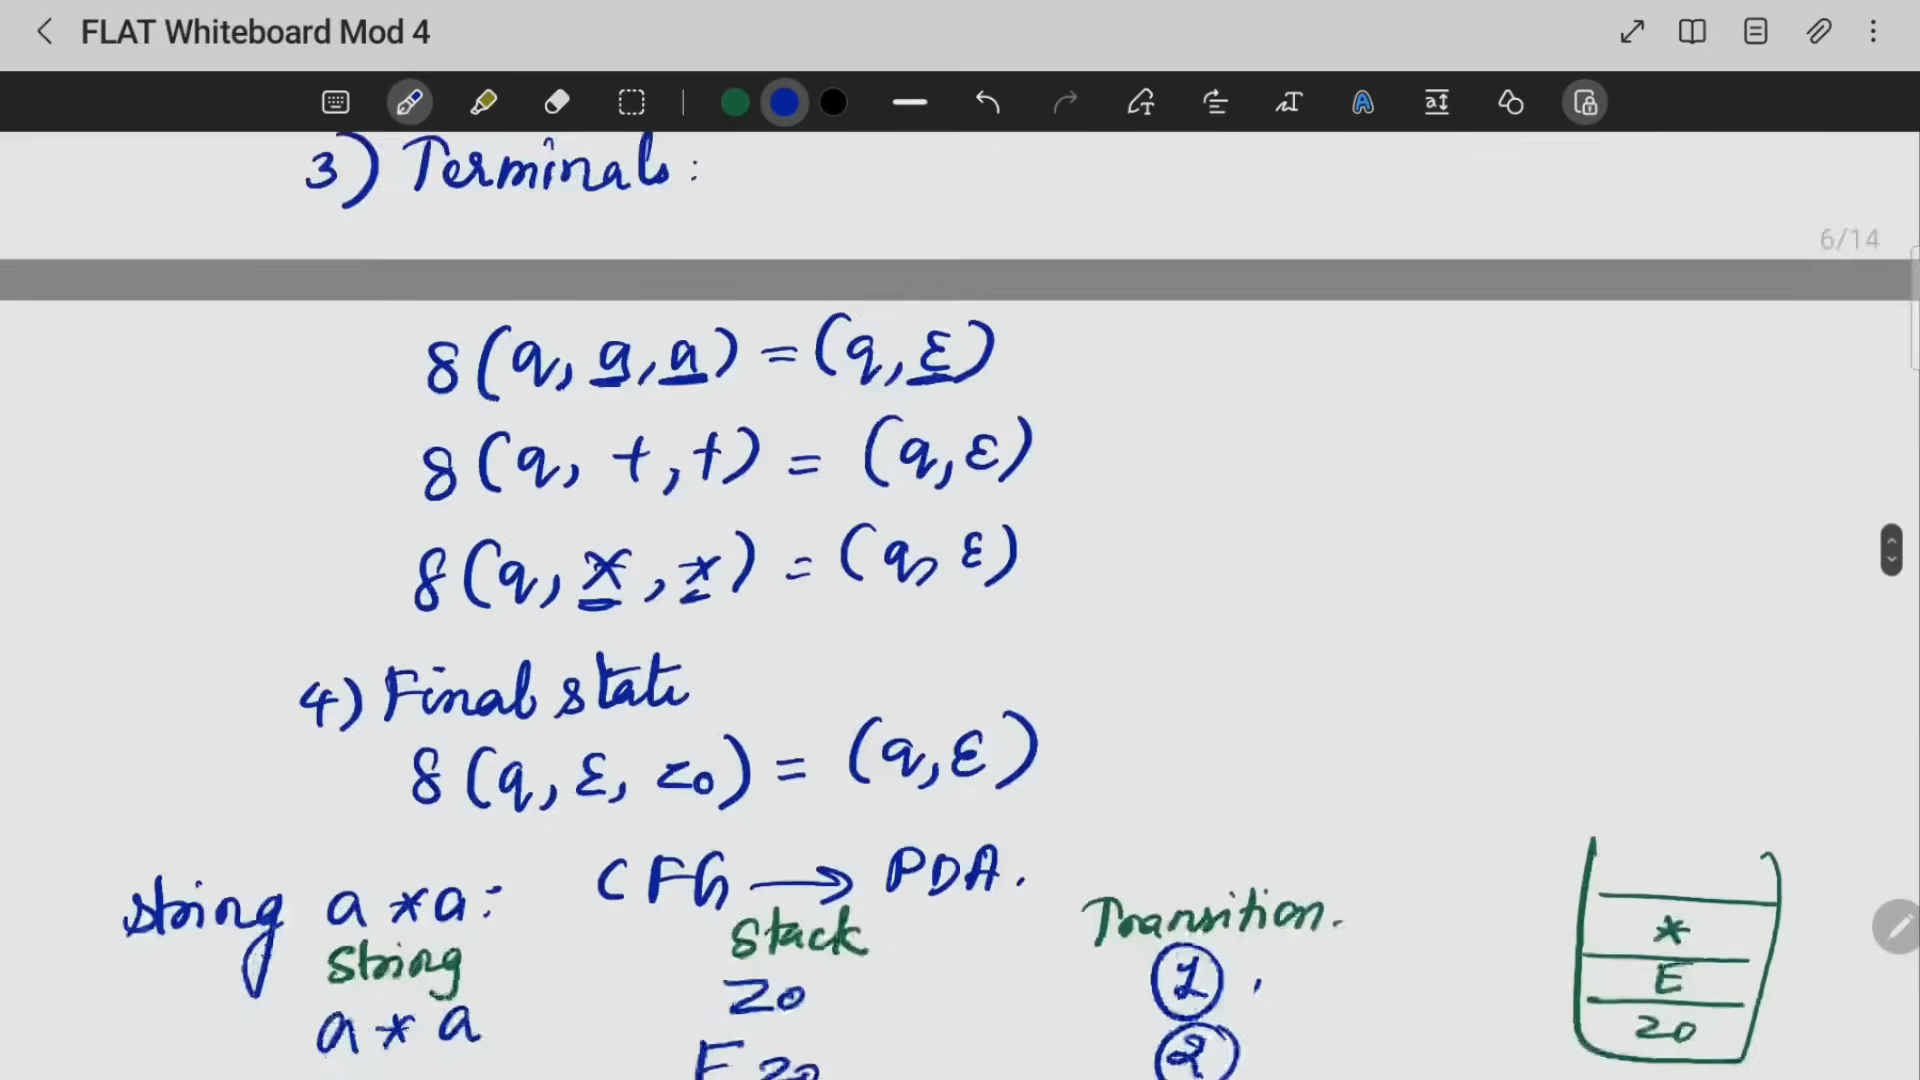 FLAT Whiteboard Mod 4
3) Terminals:
6/14
δ(q, a, a) = (q, ε)
δ(q, +, +) = (q, ε)
δ(q, *, *) = (q, ε)
4) Final state
δ(q, ε, z0) = (q, ε)
CFG → PDA.
string a*a:
String Stack Transition.
a*a z0 1
E z0 2
*
E
z0